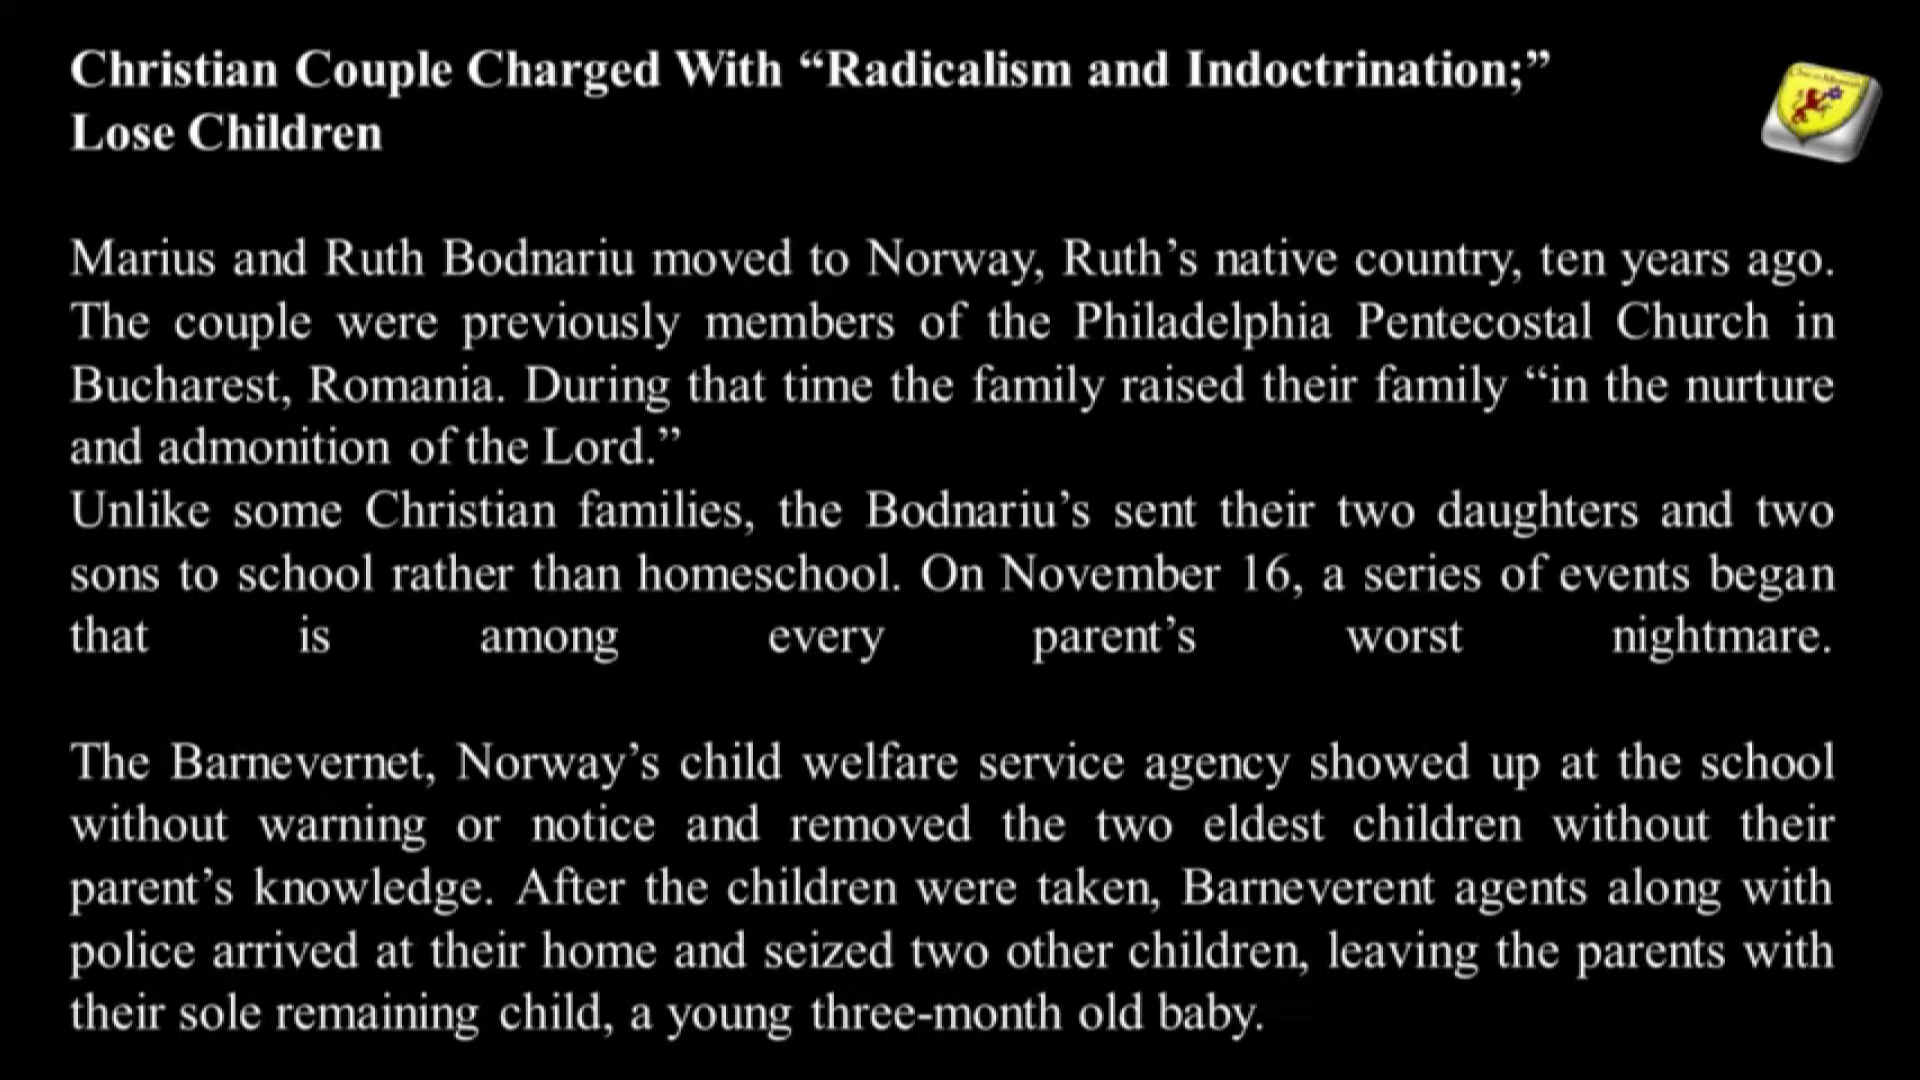 Christian Couple Charged With “Radicalism and Indoctrination;”
Lose Children
Marius and Ruth Bodnariu moved to Norway, Ruth’s native country, ten years ago.
The couple were previously members of the Philadelphia Pentecostal Church in
Bucharest, Romania. During that time the family raised their family “in the nurture
and admonition of the Lord.”
Unlike some Christian families, the Bodnariu’s sent their two daughters and two
sons to school rather than homeschool. On November 16, a series of events began
that is among every parent’s worst nightmare.
The Barnevernet, Norway’s child welfare service agency showed up at the school
without warning or notice and removed the two eldest children without their
parent’s knowledge. After the children were taken, Barneverent agents along with
police arrived at their home and seized two other children, leaving the parents with
their sole remaining child, a young three-month old baby.